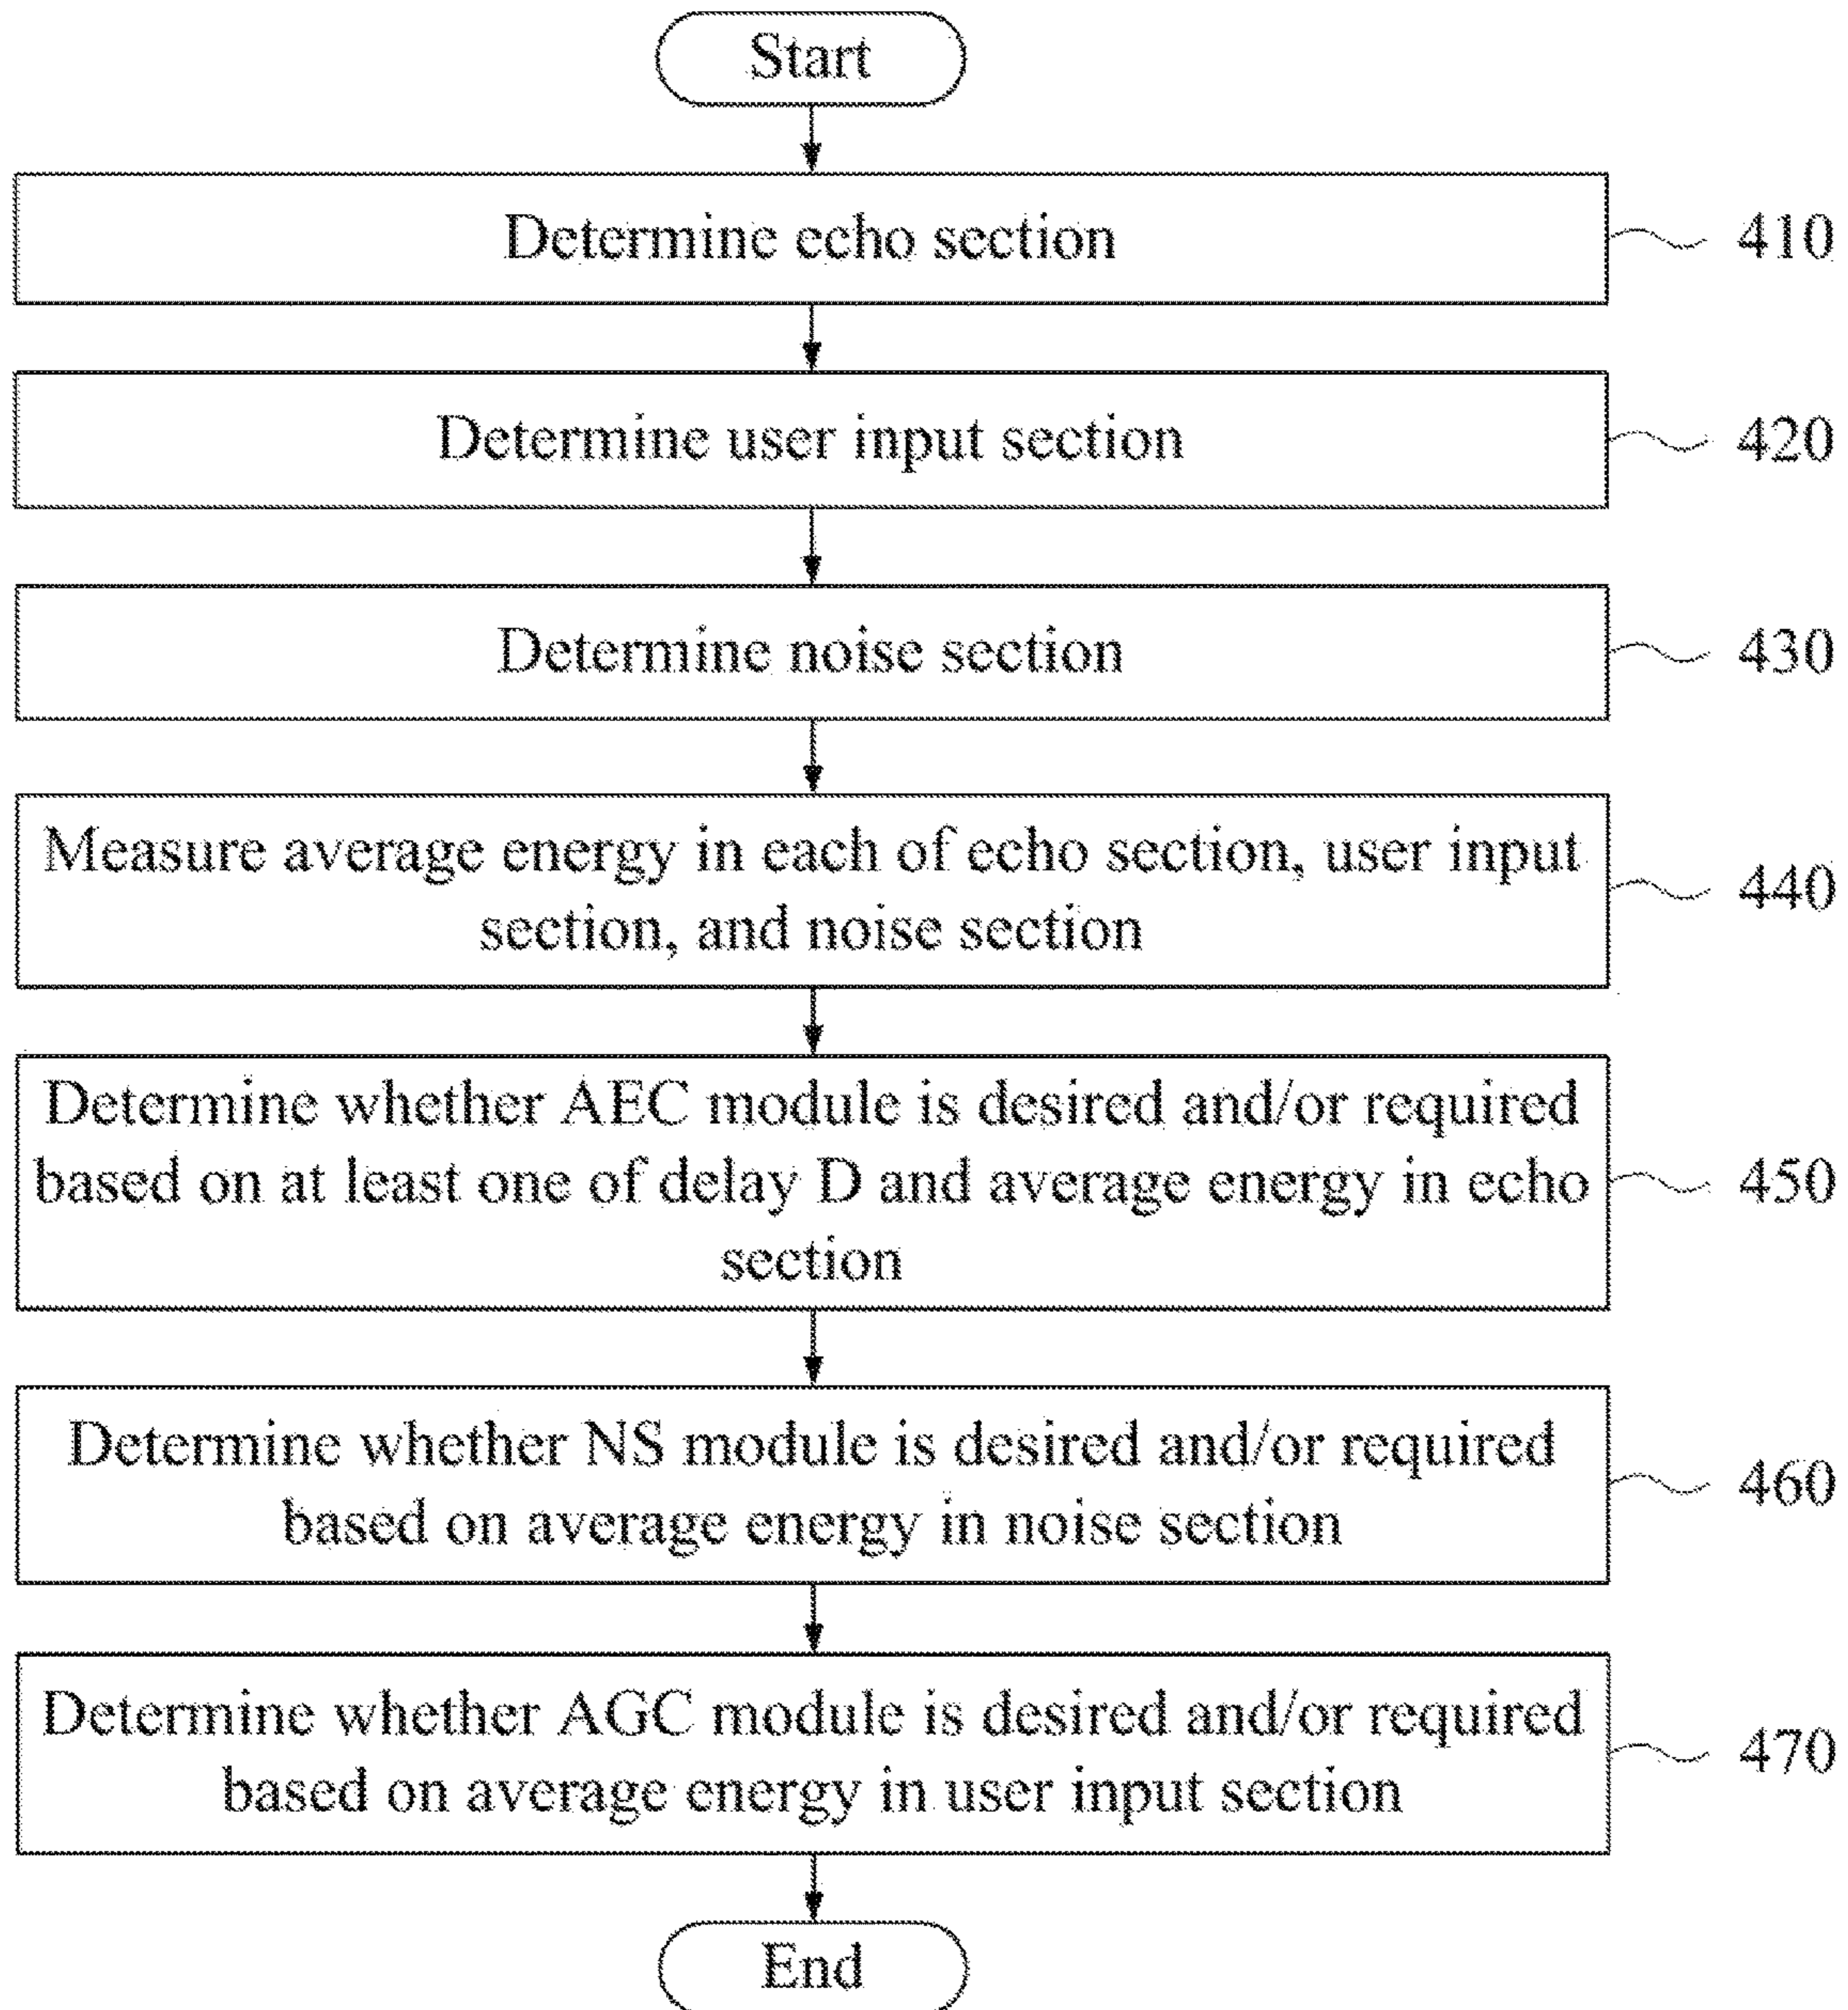 Start
Determine echo section
410
Determine user input section
420
Determine noise section
430
Measure average energy in each of echo section, user input
section, and noise section
440
Determine whether AEC module is desired and/or required
based on at least one of delay D and average energy in echo
section
450
Determine whether NS module is desired and/or required
based on average energy in noise section
460
Determine whether AGC module is desired and/or required
based on average energy in user input section
470
End